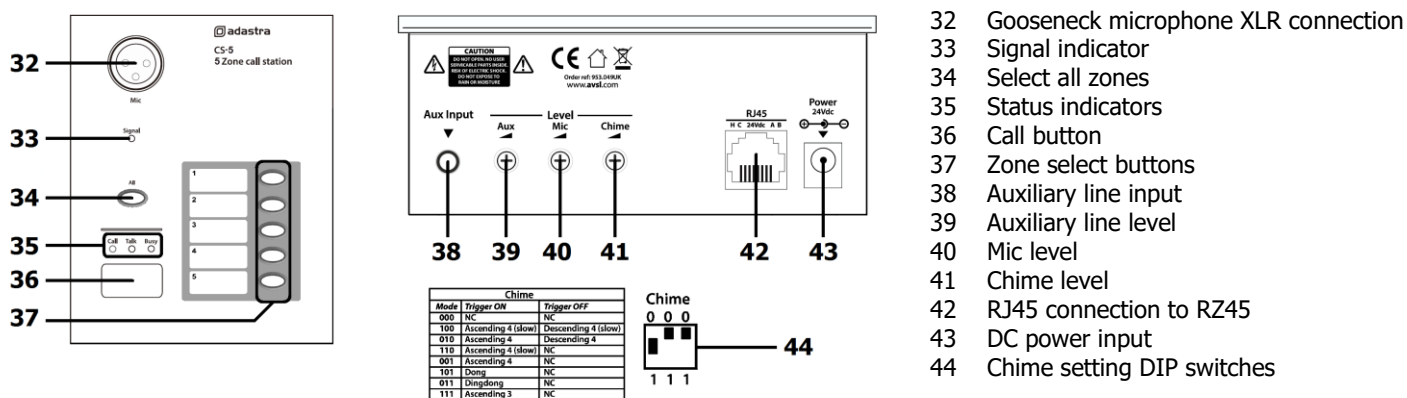 adastra
CS-5
5 Zone call station
32
Mic
Signal
33
All
34
Call Talk Busy
35
36
37
1
2
3
4
5
CAUTION
DO NOT OPEN. NO USER
SERVICABLE PARTS INSIDE.
RISK OF ELECTRIC SHOCK.
DO NOT EXPOSE TO
RAIN OR MOISTURE
CE
Order ref: 953.049UK
www.avsl.com
Aux Input
Level
Aux Mic Chime
RJ45
H C 24Vdc A B
Power
24Vdc
38 39 40 41 42 43
Chime
Mode Trigger ON Trigger OFF
000 NC NC
100 Ascending 4 (slow) Descending 4 (slow)
010 Ascending 4 Descending 4
110 Ascending 4 (slow) NC
001 Ascending 4 NC
101 Dong NC
011 Dingdong NC
111 Ascending 3 NC
Chime
0 0 0
1 1 1
44
32 Gooseneck microphone XLR connection
33 Signal indicator
34 Select all zones
35 Status indicators
36 Call button
37 Zone select buttons
38 Auxiliary line input
39 Auxiliary line level
40 Mic level
41 Chime level
42 RJ45 connection to RZ45
43 DC power input
44 Chime setting DIP switches